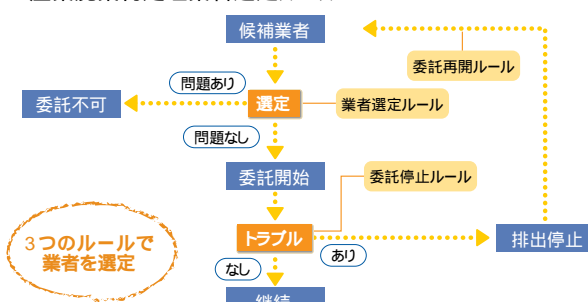 候補業者
委託再開ルール
問題あり
委託不可
選定
業者選定ルール
問題なし
委託開始
委託停止ルール
トラブル
排出停止
あり
なし
3つのルールで
業者を選定
継続